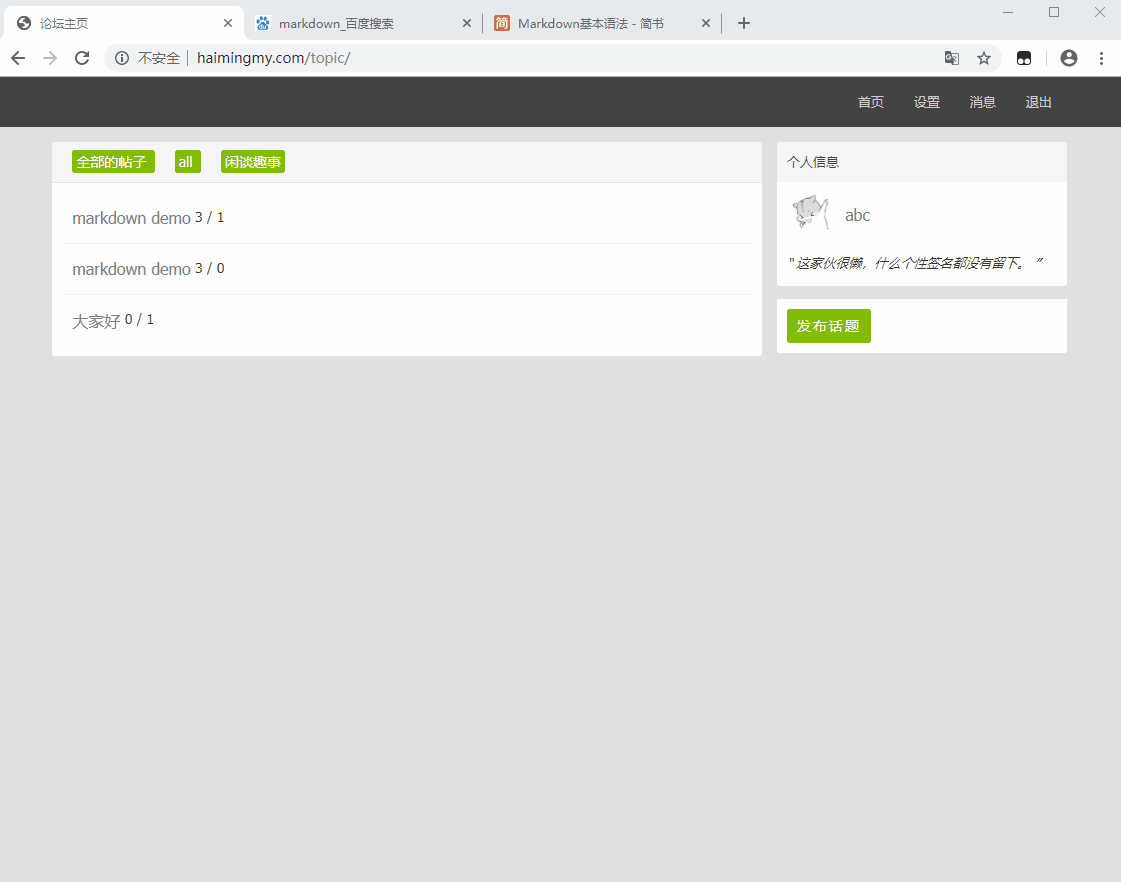 论坛主页
markdown_百度搜索
简 Markdown基本语法 - 简书
不安全 haimingmy.com/topic/
首页 设置 消息 退出
全部的帖子 all 闲谈趣事
markdown demo 3 / 1
markdown demo 3 / 0
大家好 0 / 1
个人信息
abc
"这家伙很懒，什么个性签名都没有留下。"
发布话题